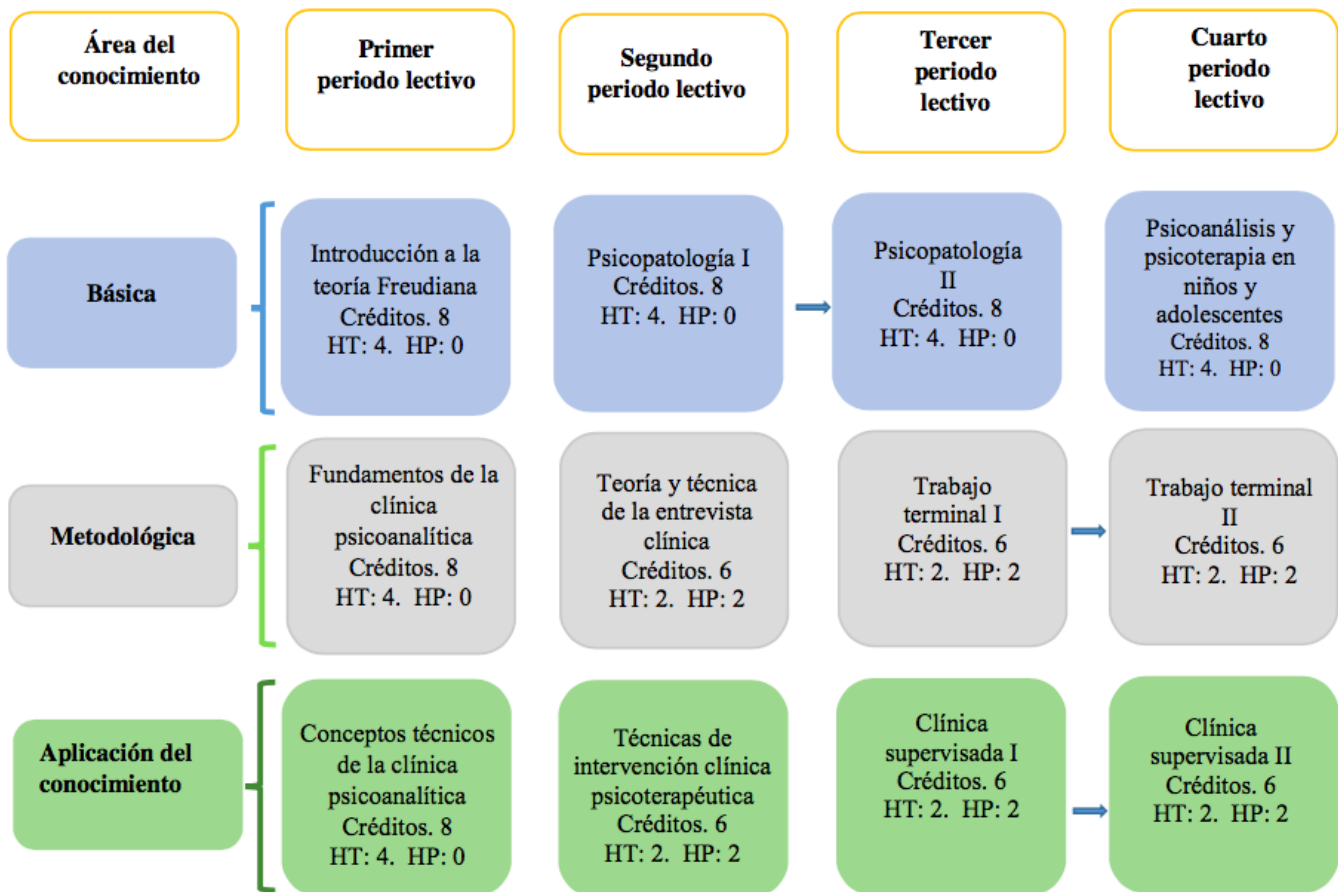 Área del
conocimiento
Primer
periodo lectivo
Segundo
periodo lectivo
Tercer
periodo
lectivo
Cuarto
periodo
lectivo
Básica
Introducción a la
teoría Freudiana
Créditos. 8
HT: 4. HP: 0
Psicopatología I
Créditos. 8
HT: 4. HP: 0
Psicopatología
II
Créditos. 8
HT: 4. HP: 0
Psicoanálisis y
psicoterapia en
niños y
adolescentes
Créditos. 8
HT: 4. HP: 0
Metodológica
Fundamentos de la
clínica
psicoanalítica
Créditos. 8
HT: 4. HP: 0
Teoría y técnica
de la entrevista
clínica
Créditos. 6
HT: 2. HP: 2
Trabajo
terminal I
Créditos. 6
HT: 2. HP: 2
Trabajo terminal
II
Créditos. 6
HT: 2. HP: 2
Aplicación del
conocimiento
Conceptos técnicos
de la clínica
psicoanalítica
Créditos. 8
HT: 4. HP: 0
Técnicas de
intervención clínica
psicoterapéutica
Créditos. 6
HT: 2. HP: 2
Clínica
supervisada I
Créditos. 6
HT: 2. HP: 2
Clínica
supervisada II
Créditos. 6
HT: 2. HP: 2